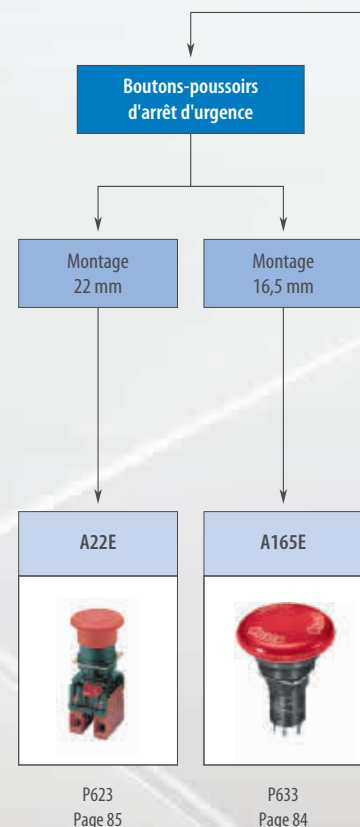 Boutons-poussoirs
d'arrêt d'urgence
Montage
22 mm
Montage
16,5 mm
A22E
A165E
P623
Page 85
P633
Page 84